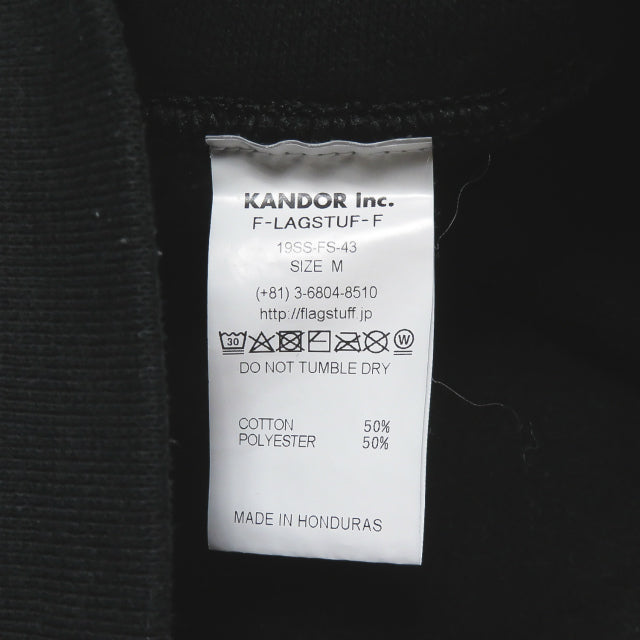 KANDOR Inc.
F-LAGSTUF-F
19SS-FS-43
SIZE M
(+81) 3-6804-8510
http://flagstuff.jp
30 W
DO NOT TUMBLE DRY
COTTON 50%
POLYESTER 50%
MADE IN HONDURAS